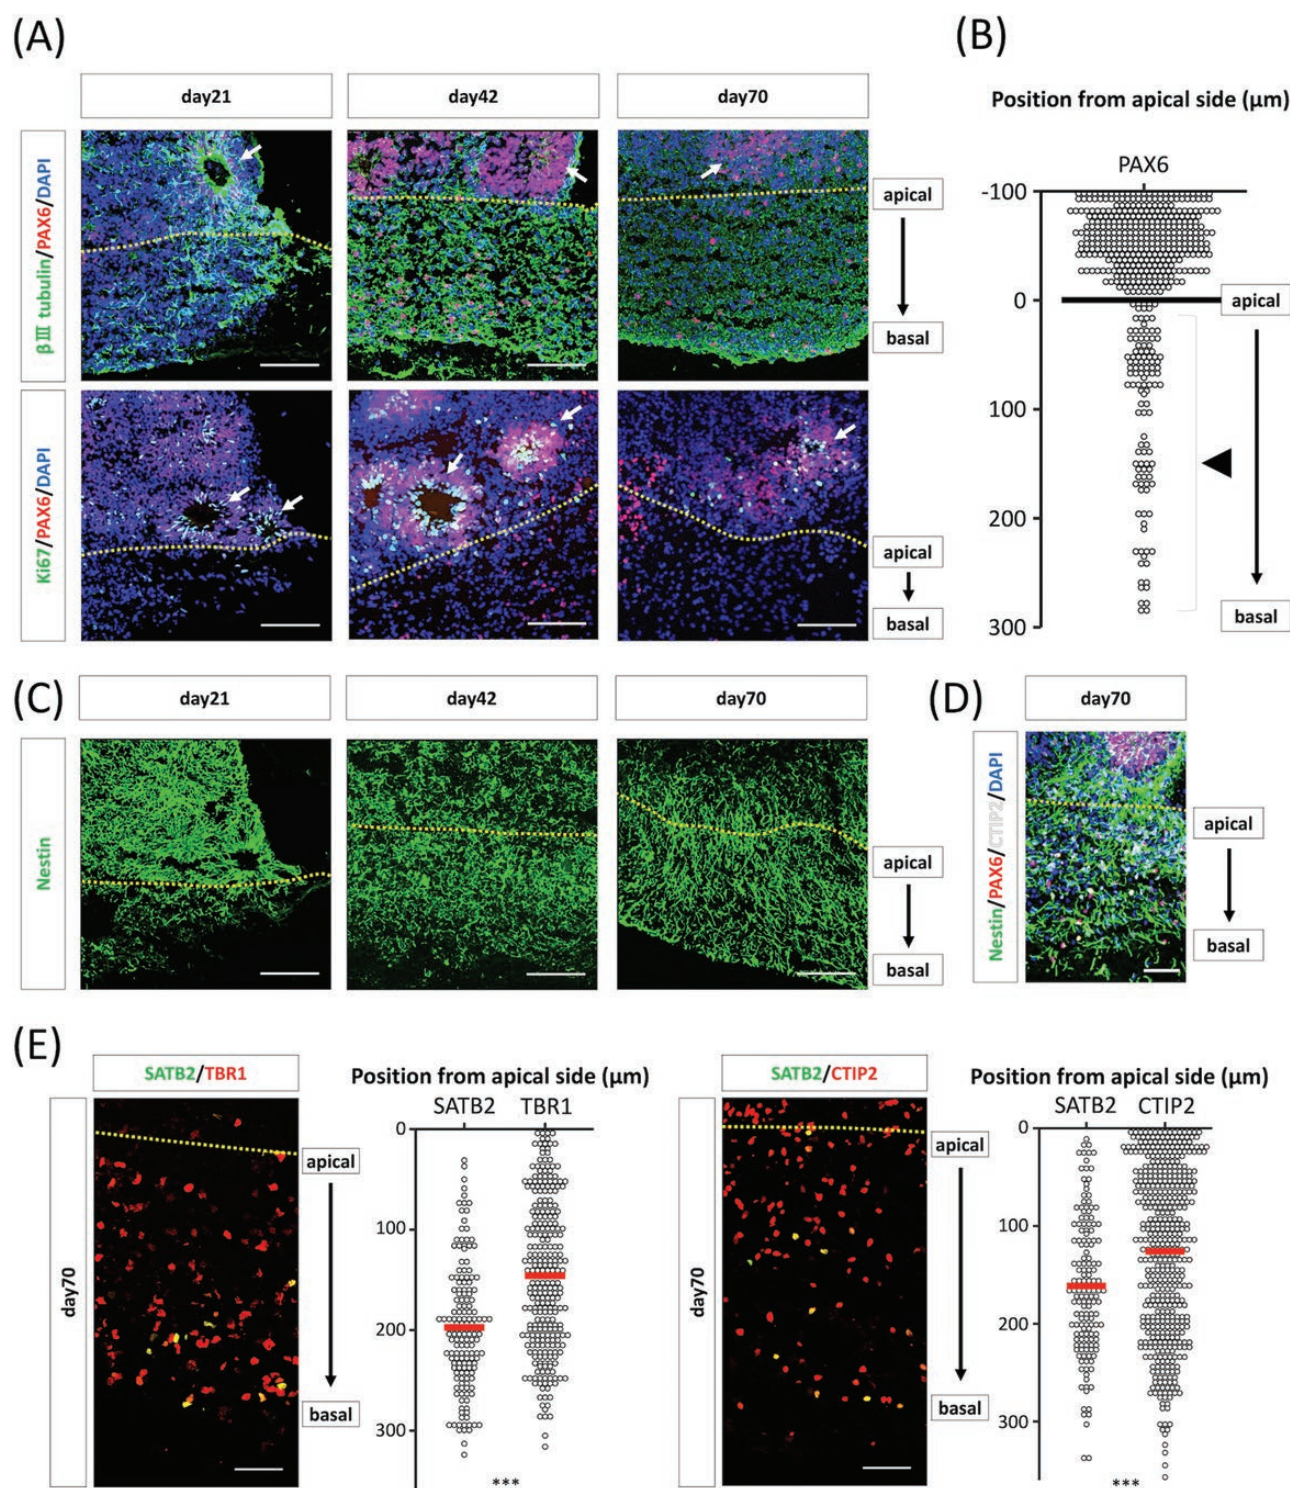 (A)
day21
day42
day70
βⅢ tubulin/PAX6/DAPI
apical
basal
Ki67/PAX6/DAPI
apical
basal
(B)
Position from apical side (μm)
PAX6
-100
0
100
200
300
apical
basal
(C)
day21
day42
day70
Nestin
apical
basal
(D)
day70
Nestin/PAX6/CTIP2/DAPI
apical
basal
(E)
SATB2/TBR1
day70
apical
basal
Position from apical side (μm)
SATB2 TBR1
0
100
200
300
***
SATB2/CTIP2
day70
apical
basal
Position from apical side (μm)
SATB2 CTIP2
0
100
200
300
***